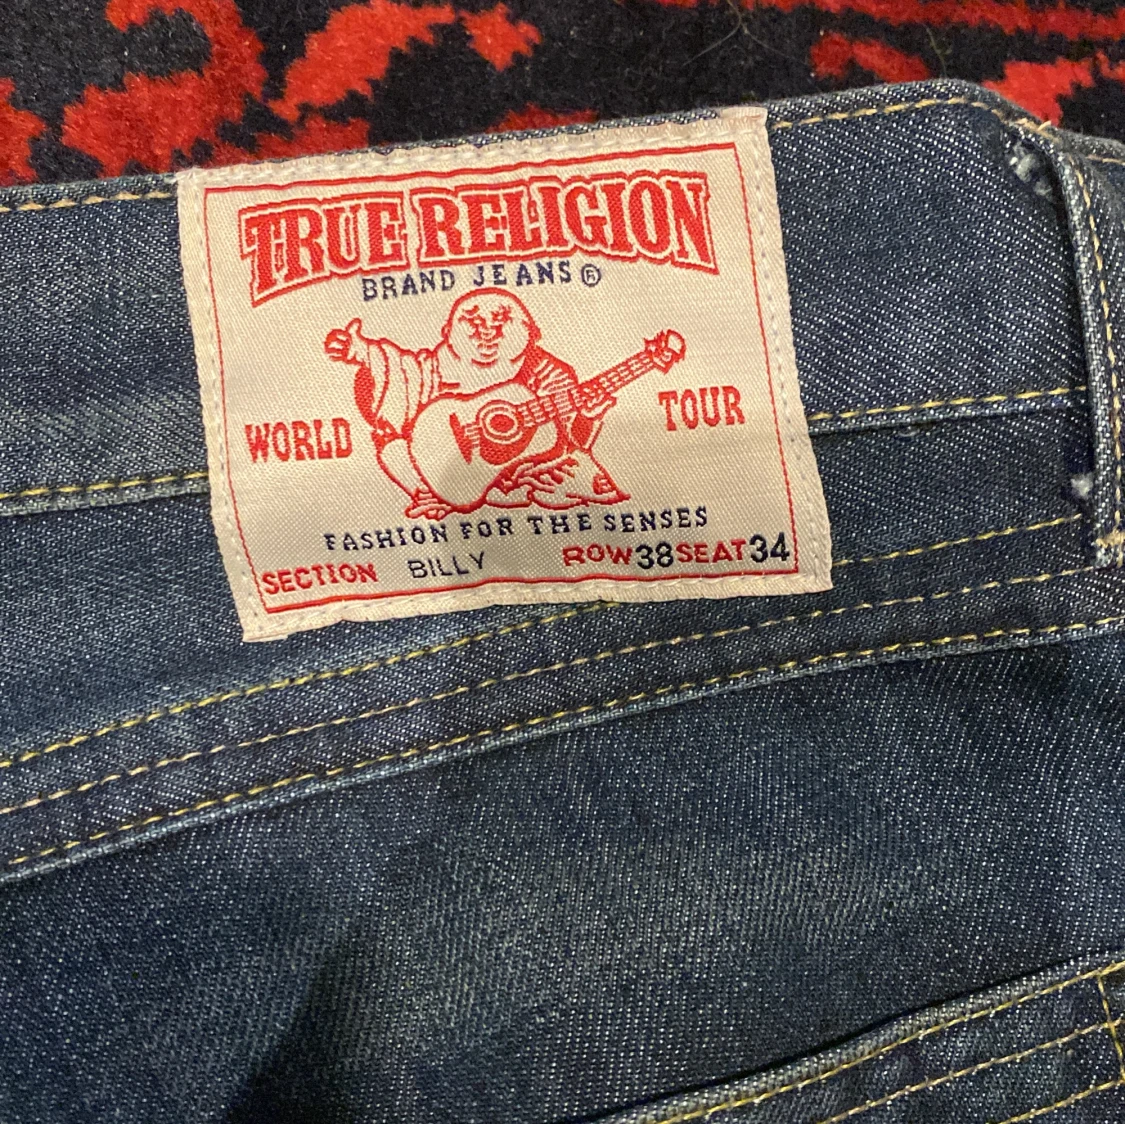 TRUE RELIGION
BRAND JEANS®
WORLD TOUR
FASHION FOR THE SENSES
SECTION BILLY ROW 38 SEAT 34